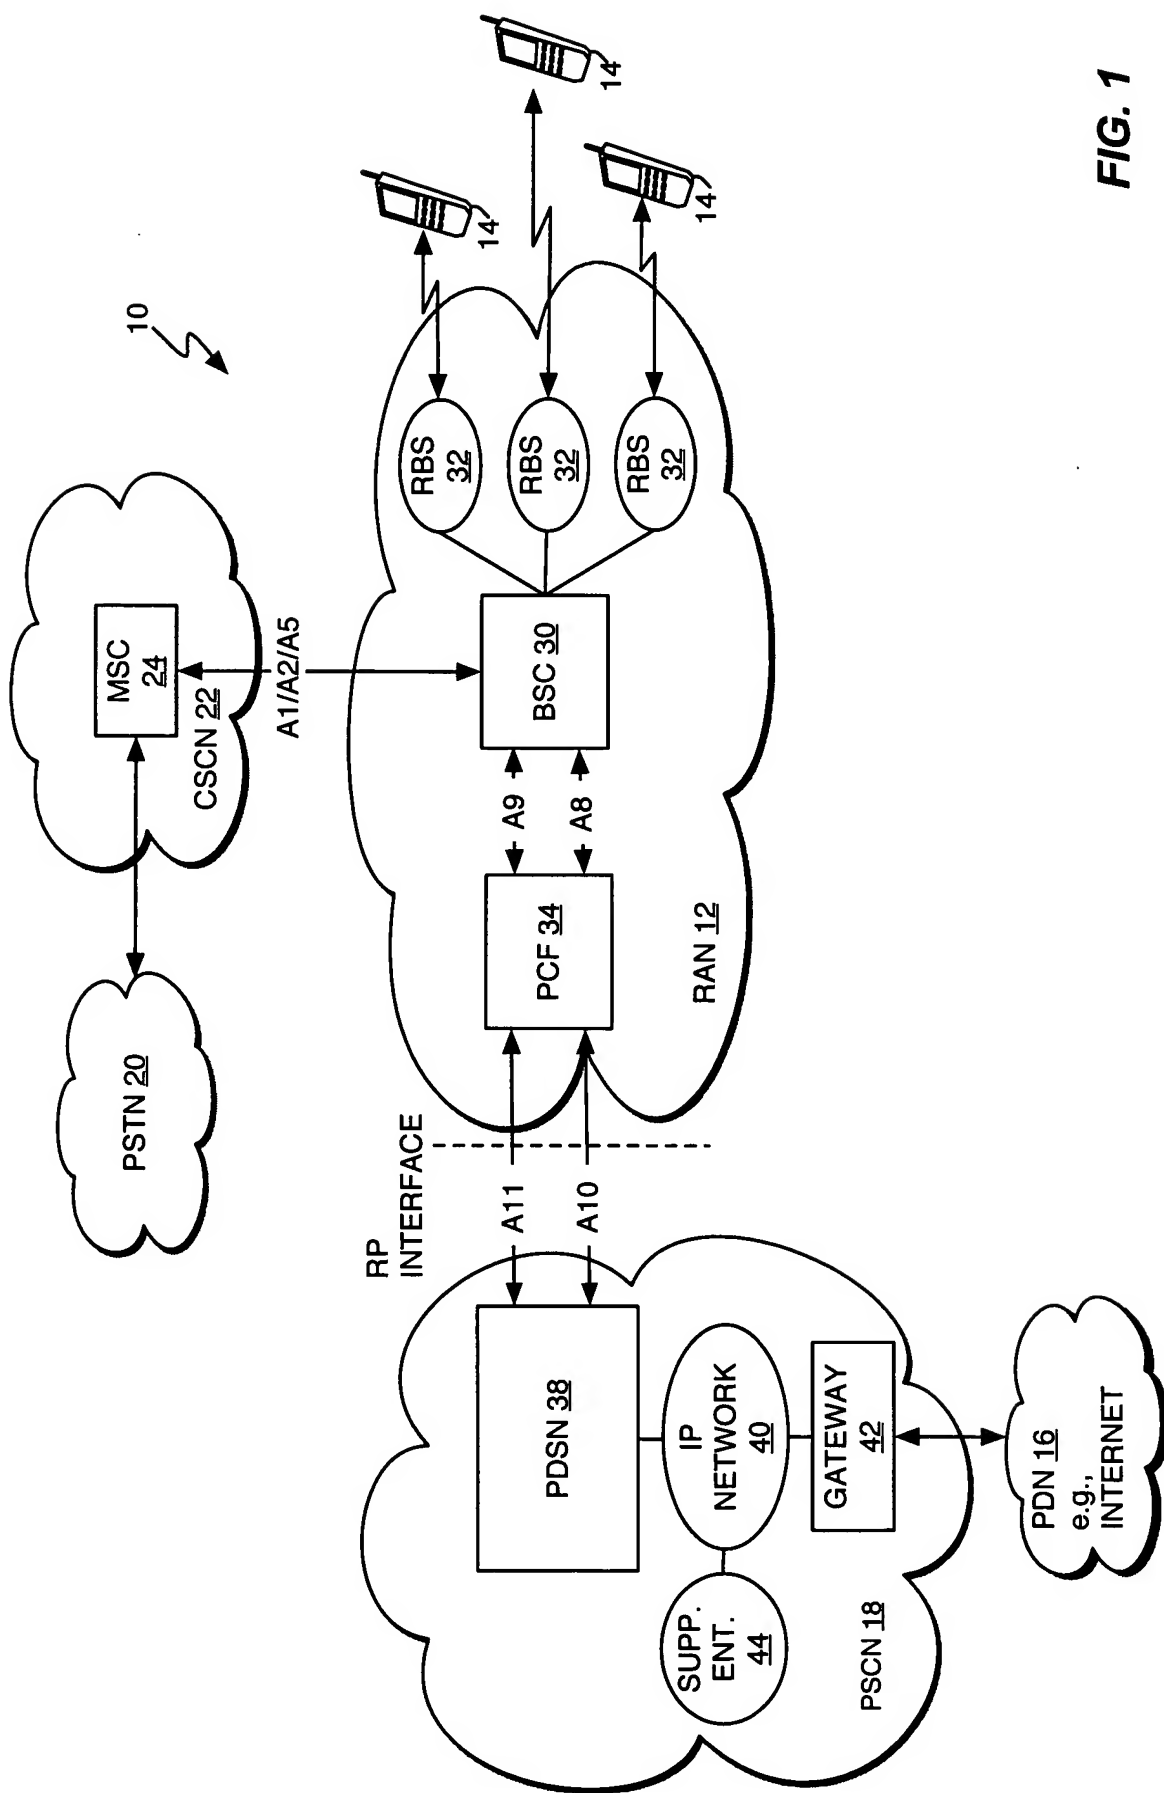 10
PSTN 20
MSC
24
CSCN 22
A1/A2/A5
RP
INTERFACE
PDSN 38
A11
A10
PCF 34
A9
A8
BSC 30
RBS
32
RBS
32
RBS
32
14
14
14
SUPP.
ENT.
44
IP
NETWORK
40
GATEWAY
42
PSCN 18
RAN 12
PDN 16
e.g.,
INTERNET
FIG. 1